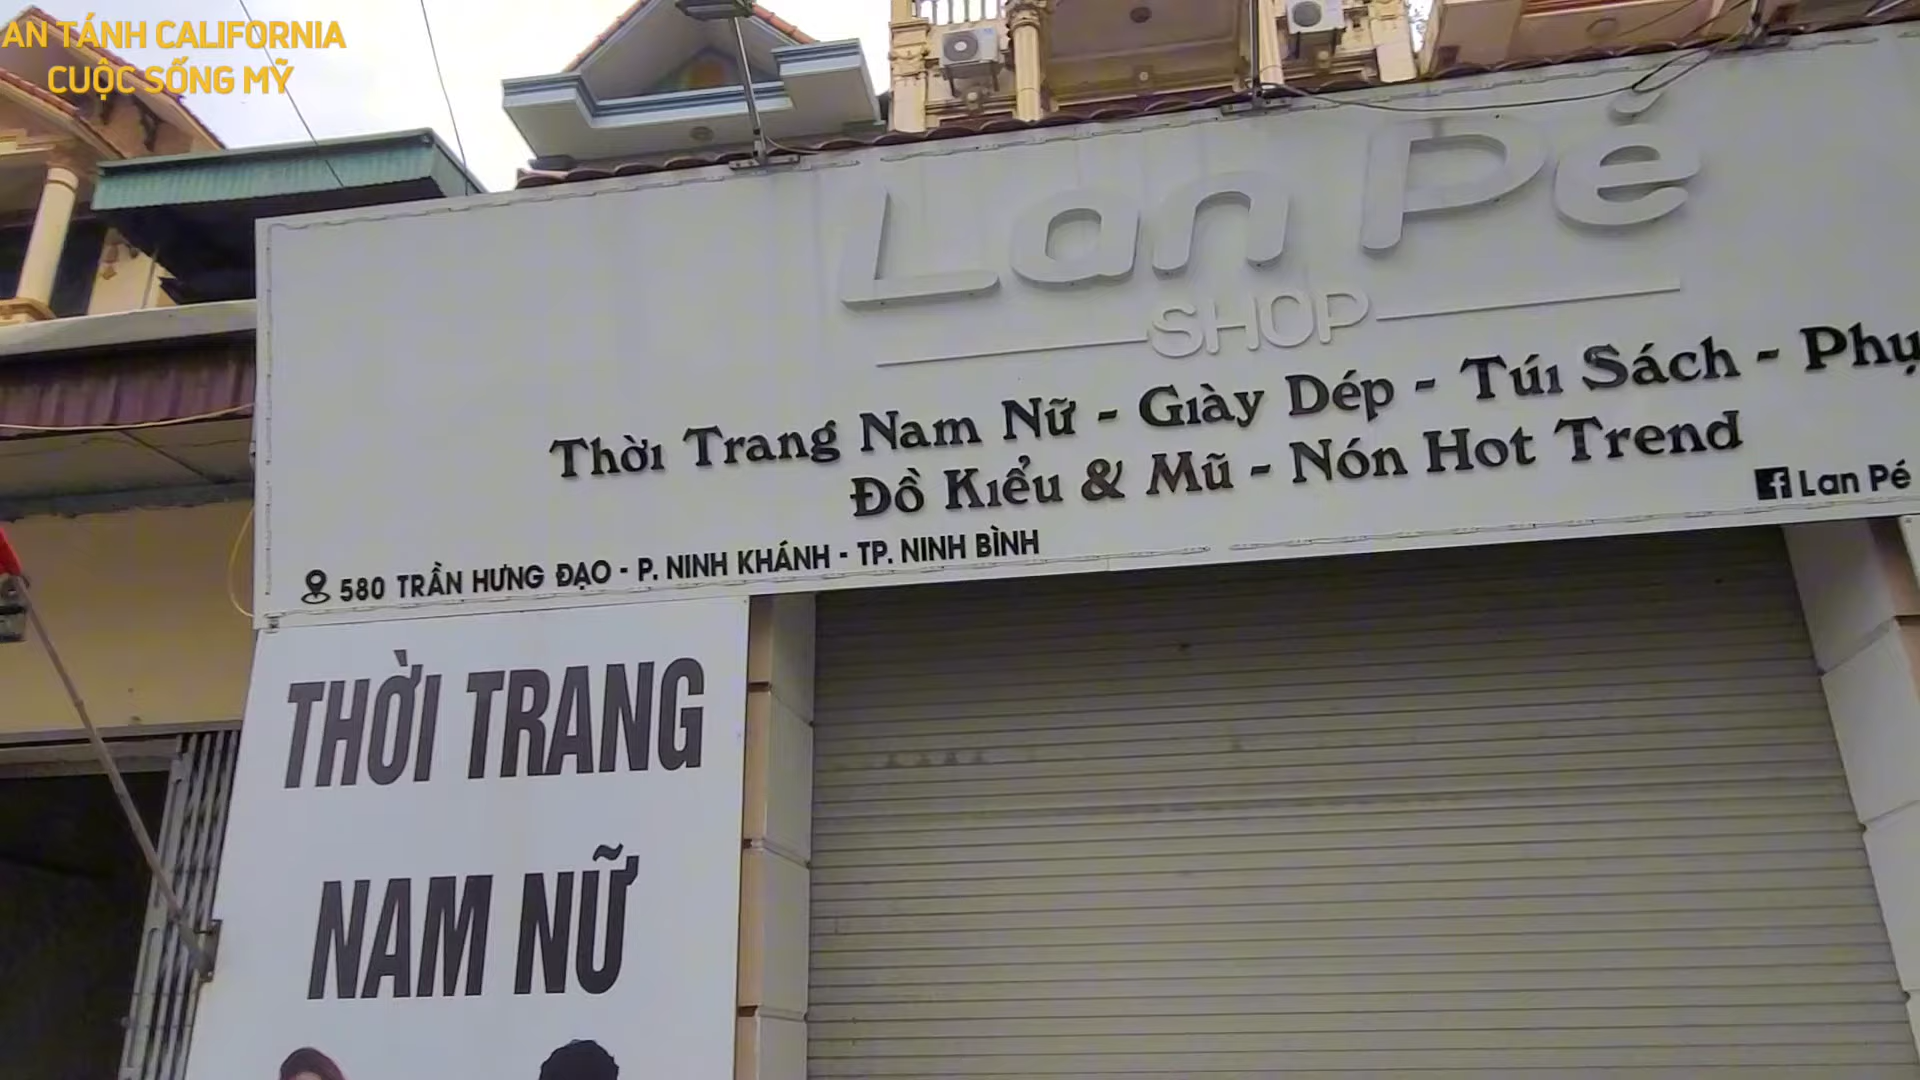 AN TÁNH CALIFORNIA
CUỘC SỐNG MỸ
Lan Pé
SHOP
Thời Trang Nam Nữ - Giày Dép - Túi Sách - Phụ
Đồ Kiểu & Mũ - Nón Hot Trend
Lan Pé
580 TRẦN HƯNG ĐẠO - P. NINH KHÁNH - TP. NINH BÌNH
THỜI TRANG
NAM NỮ